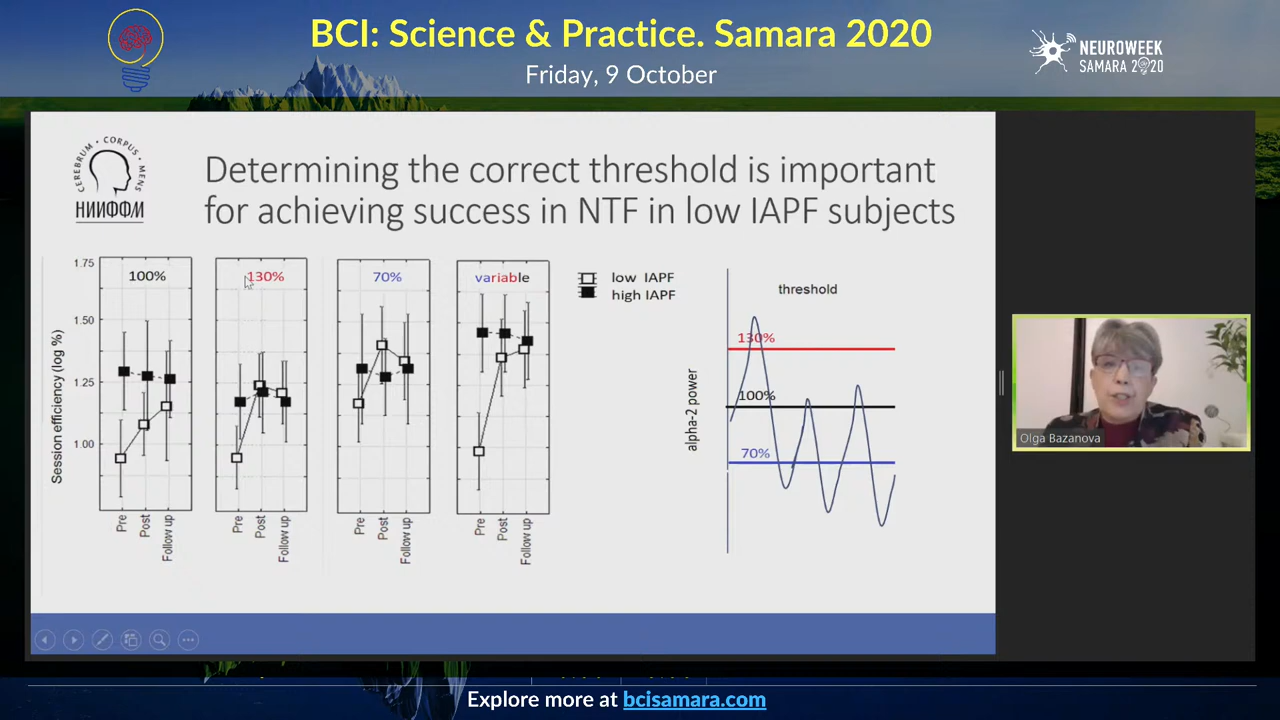 BCI: Science & Practice. Samara 2020
Friday, 9 October
NEUROWEEK
SAMARA 2020
CEREBRUM • CORPUS • MENS
НИИФФМ
Determining the correct threshold is important
for achieving success in NTF in low IAPF subjects
Session efficiency (log %)
1.75
1.50
1.25
1.00
100%
Pre
Post
Follow up
130%
Pre
Post
Follow up
70%
Pre
Post
Follow up
variable
Pre
Post
Follow up
low IAPF
high IAPF
threshold
alpha-2 power
130%
100%
70%
Olga Bazanova
Explore more at bcisamara.com